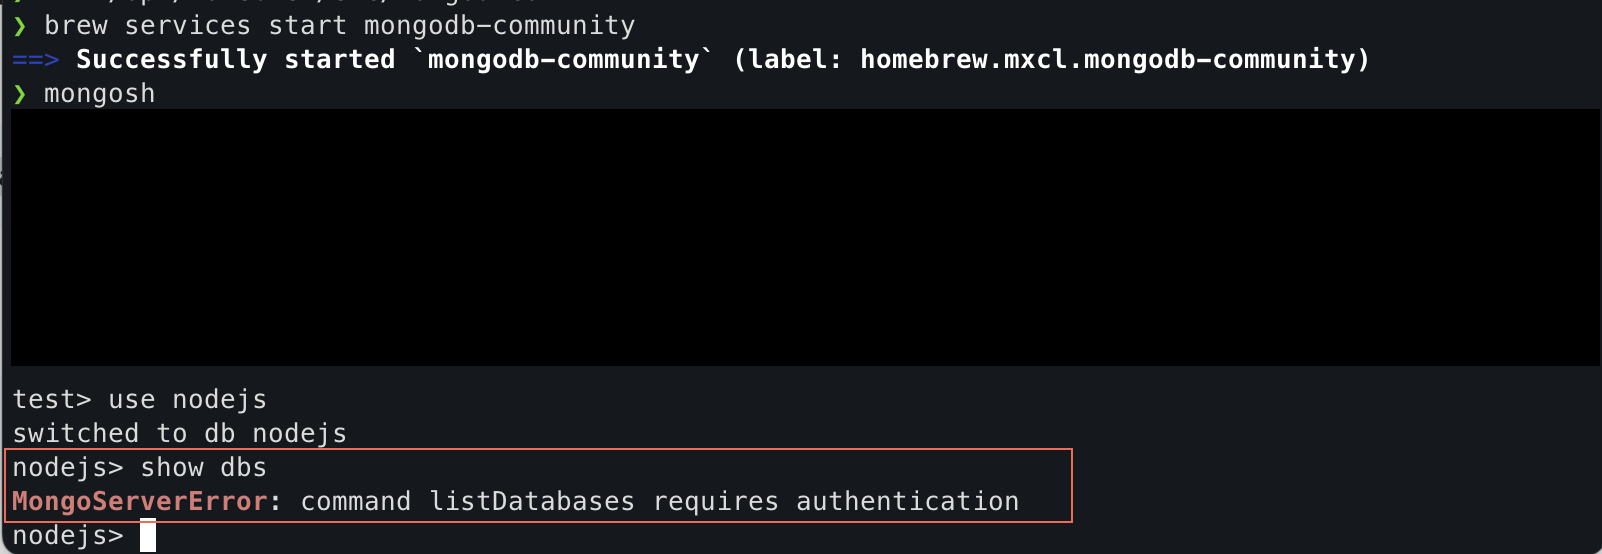 ❯ brew services start mongodb-community
==> Successfully started `mongodb-community` (label: homebrew.mxcl.mongodb-community)
❯ mongosh
test> use nodejs
switched to db nodejs
nodejs> show dbs
MongoServerError: command listDatabases requires authentication
nodejs>